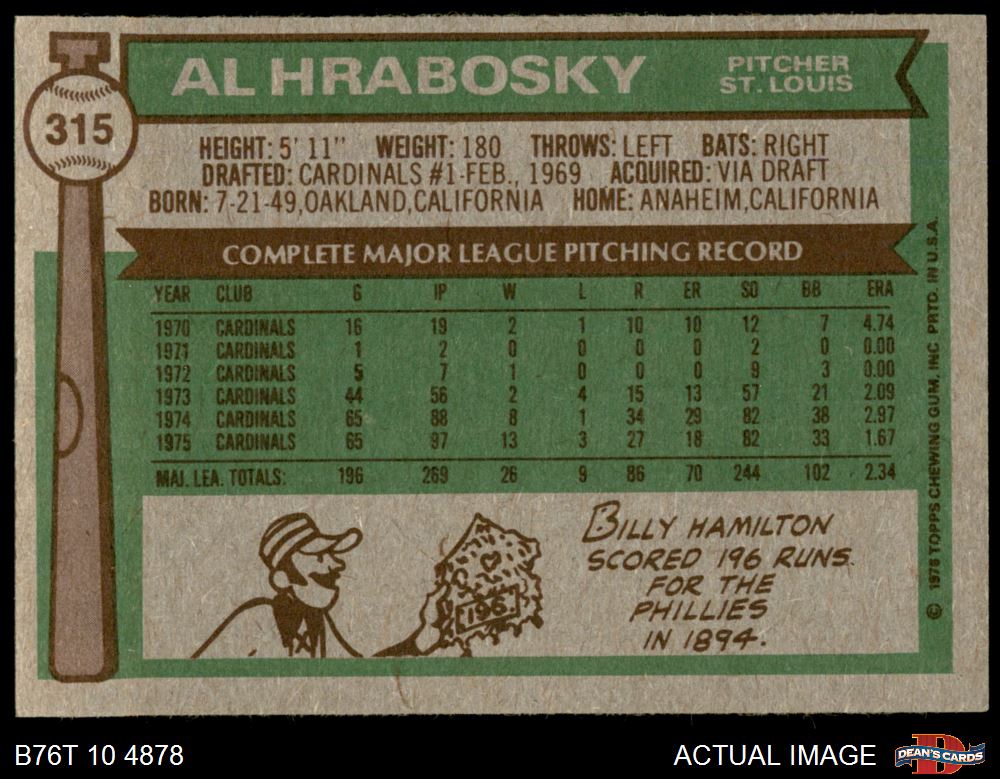 AL HRABOSKY
PITCHER
ST. LOUIS
315
HEIGHT: 5' 11" WEIGHT: 180 THROWS: LEFT BATS: RIGHT
DRAFTED: CARDINALS #1-FEB., 1969 ACQUIRED: VIA DRAFT
BORN: 7-21-49, OAKLAND, CALIFORNIA HOME: ANAHEIM, CALIFORNIA
COMPLETE MAJOR LEAGUE PITCHING RECORD
YEAR CLUB G IP W L R ER SO BB ERA
1970 CARDINALS 16 19 2 1 10 10 12 7 4.74
1971 CARDINALS 1 2 0 0 0 0 2 0 0.00
1972 CARDINALS 5 7 1 0 0 0 9 3 0.00
1973 CARDINALS 44 56 2 4 15 13 57 21 2.09
1974 CARDINALS 65 88 8 1 34 29 82 38 2.97
1975 CARDINALS 65 97 13 3 27 18 82 33 1.67
MAJ. LEA. TOTALS: 196 269 26 9 86 70 244 102 2.34
BILLY HAMILTON
SCORED 196 RUNS
FOR THE
PHILLIES
IN 1894.
196
© 1976 TOPPS CHEWING GUM, INC PRTD. IN U.S.A.
B76T 10 4878
ACTUAL IMAGE
DEAN'S CARDS